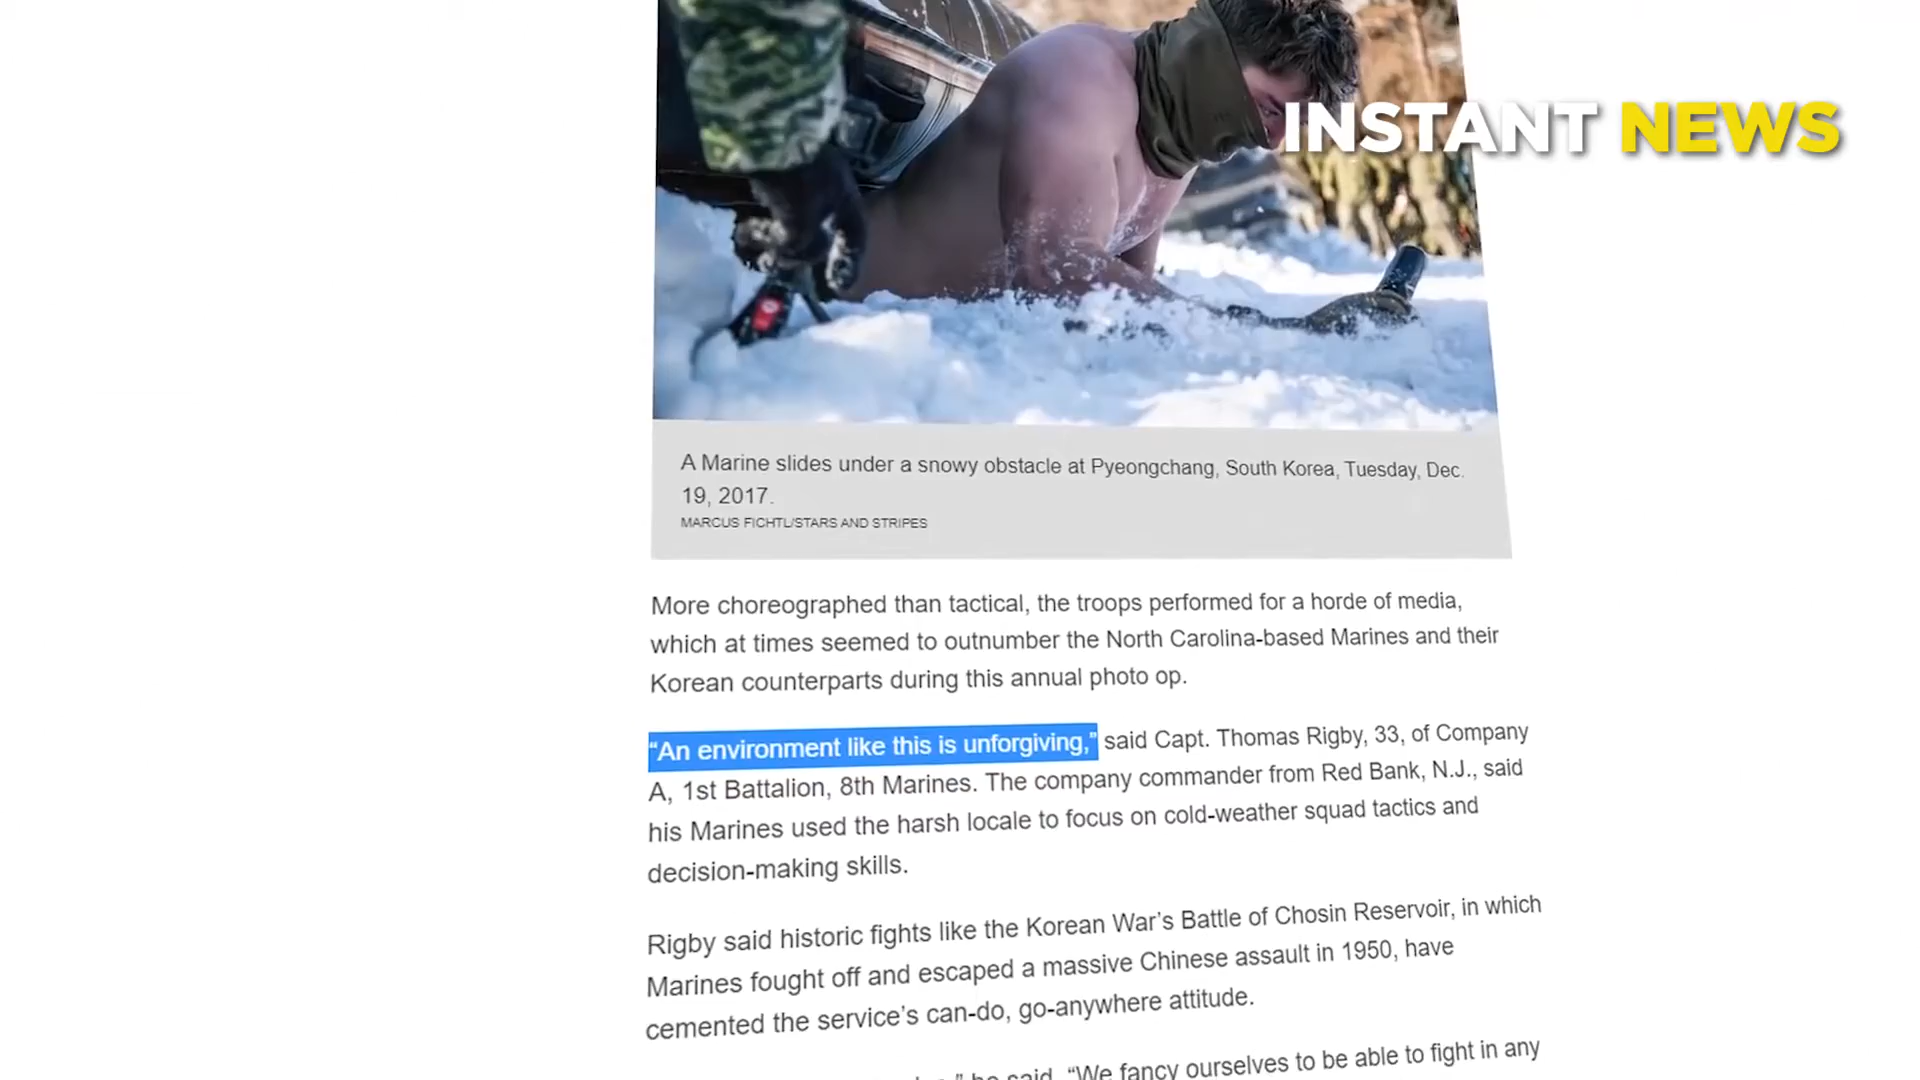 INSTANT NEWS
A Marine slides under a snowy obstacle at Pyeongchang, South Korea, Tuesday, Dec.
19, 2017.
MARCUS FICHTL/STARS AND STRIPES
More choreographed than tactical, the troops performed for a horde of media,
which at times seemed to outnumber the North Carolina-based Marines and their
Korean counterparts during this annual photo op.
“An environment like this is unforgiving,” said Capt. Thomas Rigby, 33, of Company
A, 1st Battalion, 8th Marines. The company commander from Red Bank, N.J., said
his Marines used the harsh locale to focus on cold-weather squad tactics and
decision-making skills.
Rigby said historic fights like the Korean War’s Battle of Chosin Reservoir, in which
Marines fought off and escaped a massive Chinese assault in 1950, have
cemented the service’s can-do, go-anywhere attitude.
he said. “We fancy ourselves to be able to fight in any